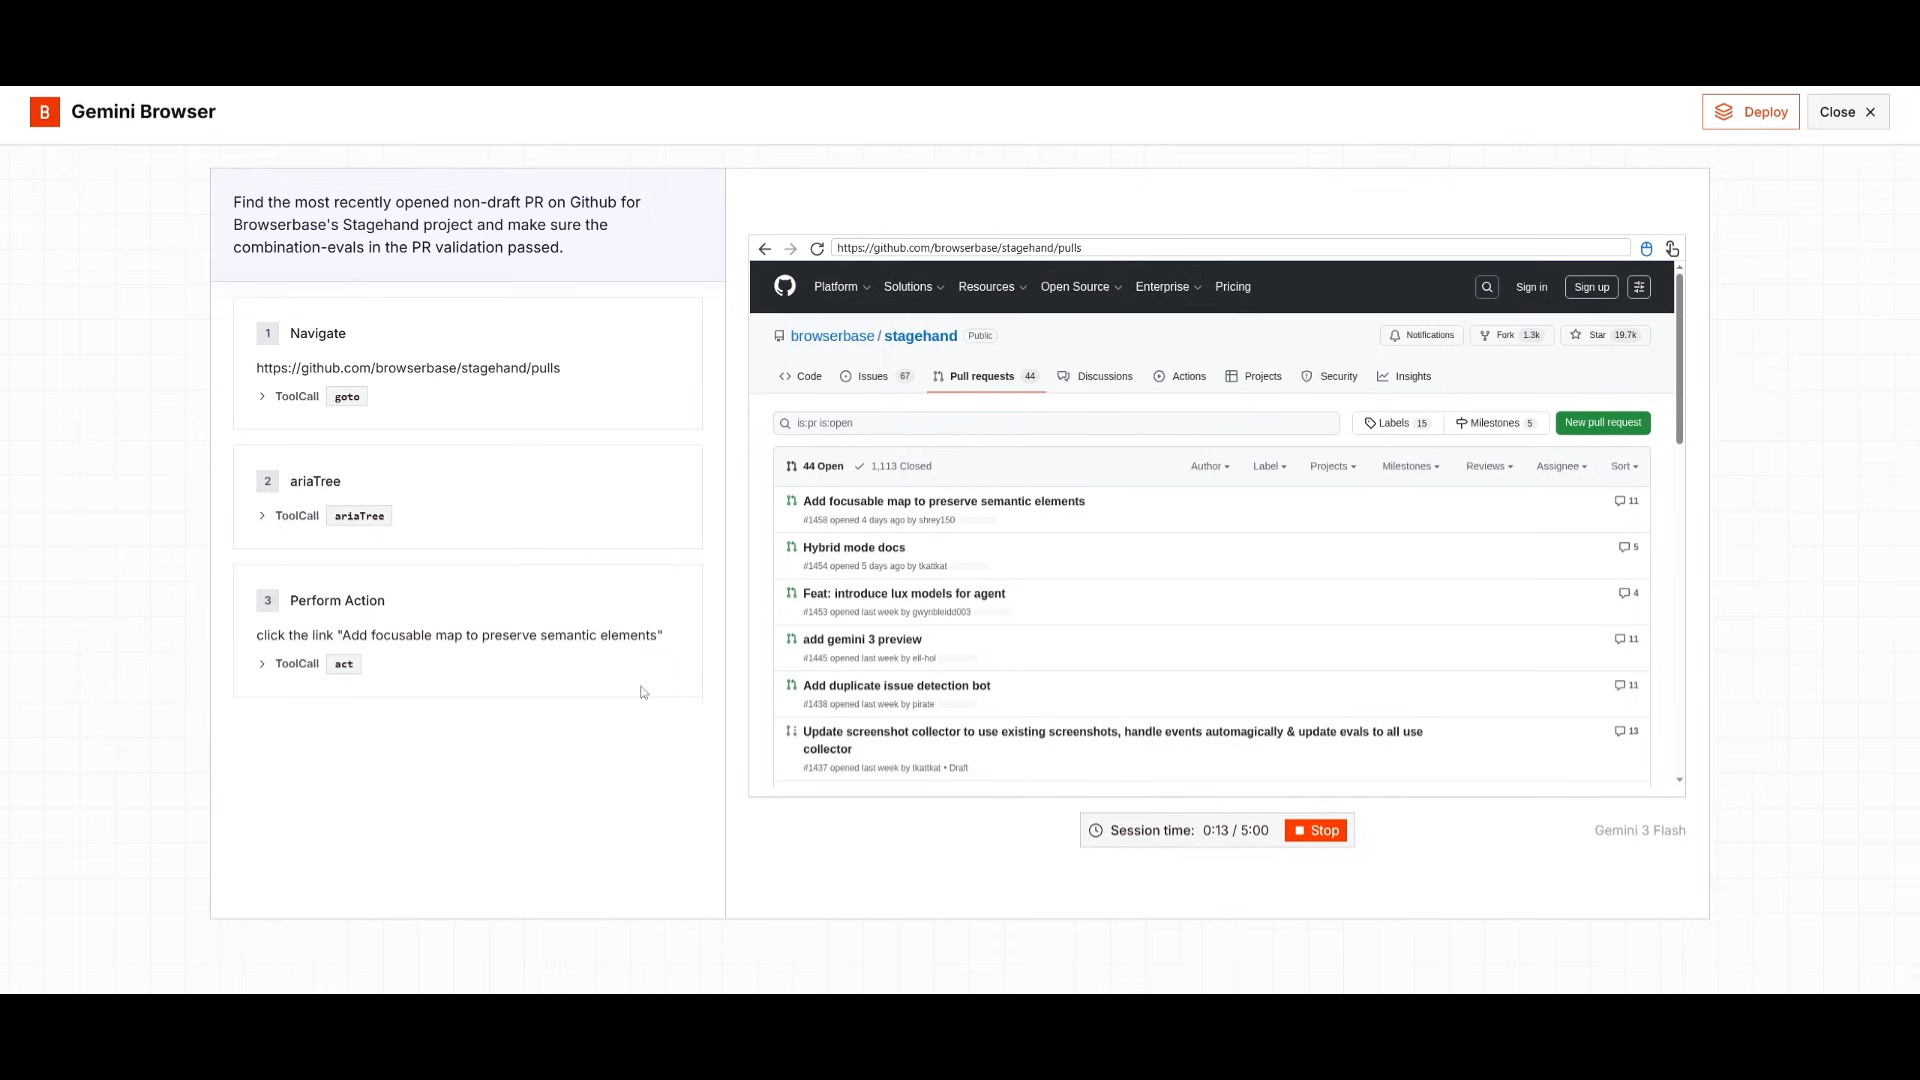 B Gemini Browser
Deploy
Close
Find the most recently opened non-draft PR on Github for
Browserbase's Stagehand project and make sure the
combination-evals in the PR validation passed.
1 Navigate
https://github.com/browserbase/stagehand/pulls
ToolCall goto
2 ariaTree
ToolCall ariaTree
3 Perform Action
click the link "Add focusable map to preserve semantic elements"
ToolCall act
https://github.com/browserbase/stagehand/pulls
Platform Solutions Resources Open Source Enterprise Pricing
Sign in Sign up
browserbase / stagehand Public
Notifications Fork 1.3k Star 19.7k
Code Issues 67 Pull requests 44 Discussions Actions Projects Security Insights
is:pr is:open
Labels 15 Milestones 5 New pull request
44 Open 1,113 Closed
Author Label Projects Milestones Reviews Assignee Sort
Add focusable map to preserve semantic elements 11
#1458 opened 4 days ago by shrey150
Hybrid mode docs 5
#1454 opened 5 days ago by tkattkat
Feat: introduce lux models for agent 4
#1453 opened last week by gwynbleidd003
add gemini 3 preview 11
#1445 opened last week by ell-hol
Add duplicate issue detection bot 11
#1438 opened last week by pirate
Update screenshot collector to use existing screenshots, handle events automagically & update evals to all use 13
collector
#1437 opened last week by tkattkat • Draft
Session time: 0:13 / 5:00 Stop
Gemini 3 Flash